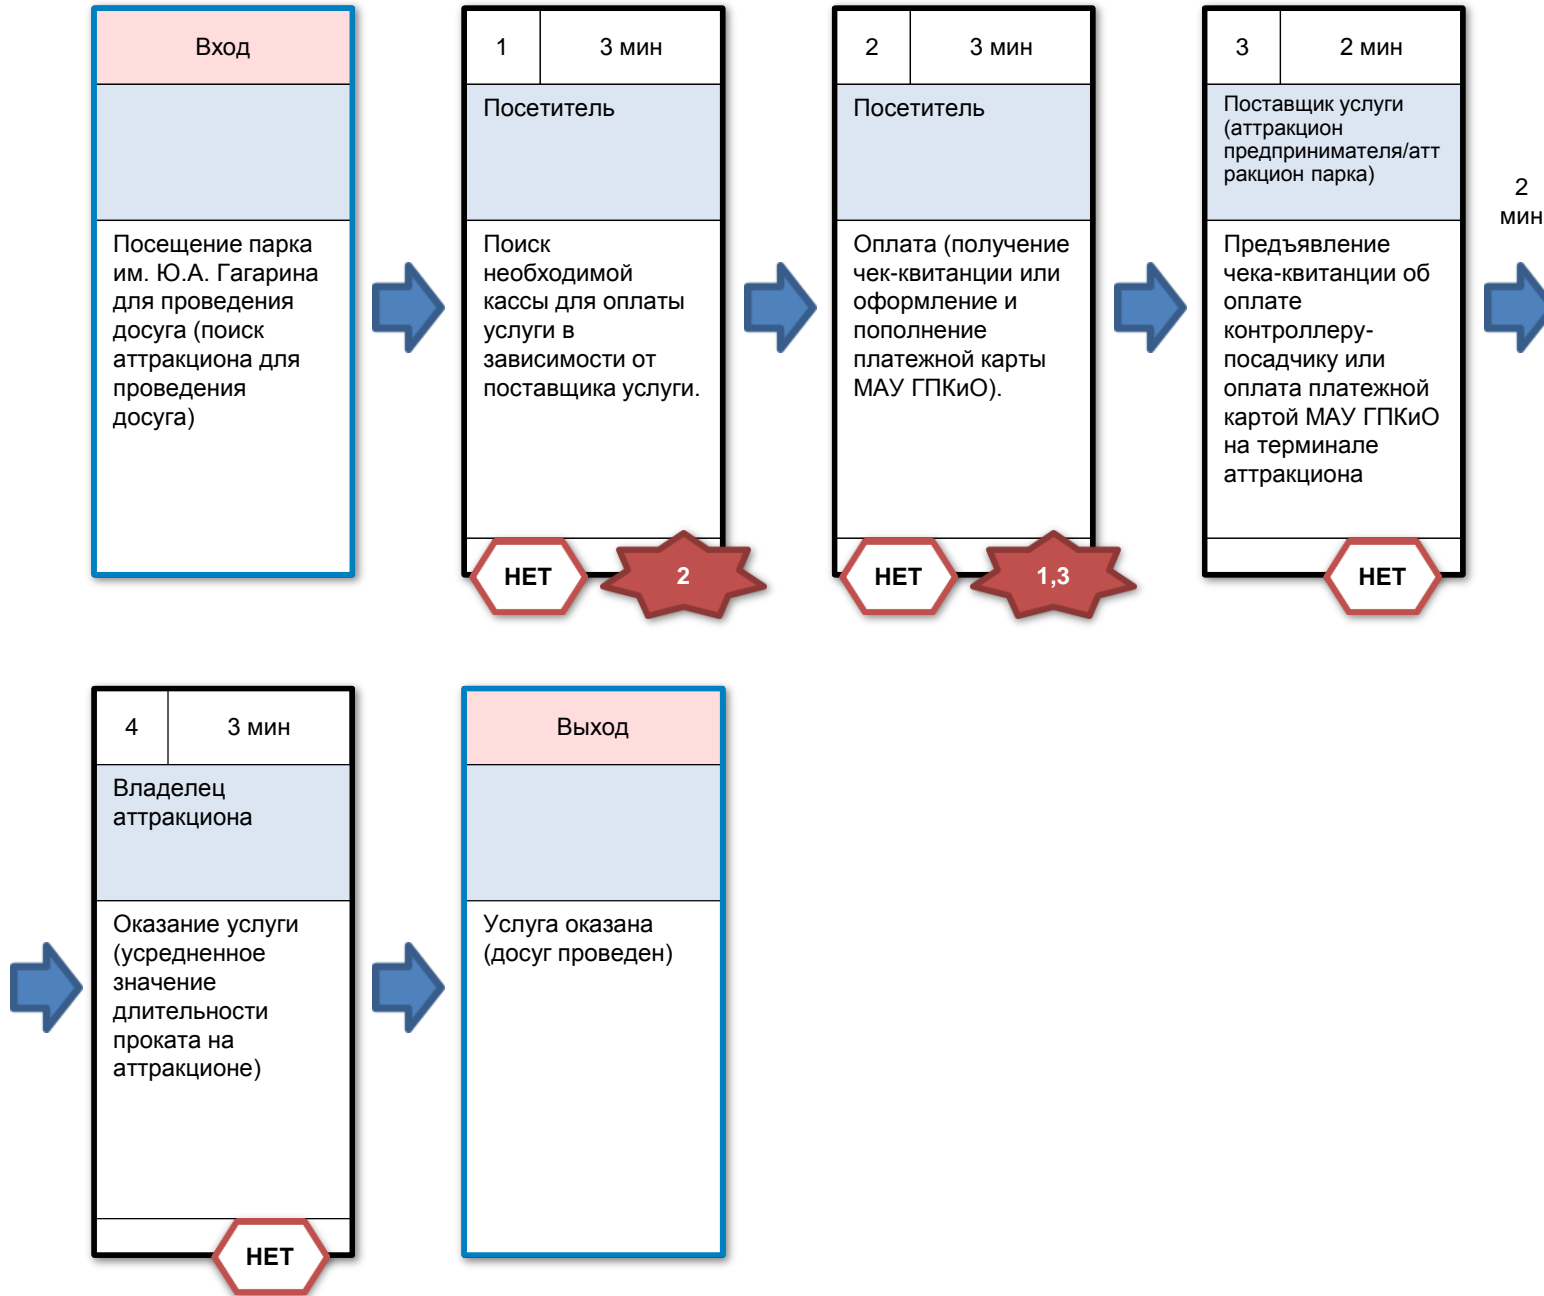 Вход
Посещение парка
им. Ю.А. Гагарина
для проведения
досуга (поиск
аттракциона для
проведения
досуга)
1
3 мин
Посетитель
Поиск
необходимой
кассы для оплаты
услуги в
зависимости от
поставщика услуги.
НЕТ
2
2
3 мин
Посетитель
Оплата (получение
чек-квитанции или
оформление и
пополнение
платежной карты
МАУ ГПКиО).
НЕТ
1,3
3
2 мин
Поставщик услуги
(аттракцион
предпринимателя/атт
ракцион парка)
Предъявление
чека-квитанции об
оплате
контроллеру-
посадчику или
оплата платежной
картой МАУ ГПКиО
на терминале
аттракциона
НЕТ
2
мин
4
3 мин
Владелец
аттракциона
Оказание услуги
(усредненное
значение
длительности
проката на
аттракционе)
НЕТ
Выход
Услуга оказана
(досуг проведен)